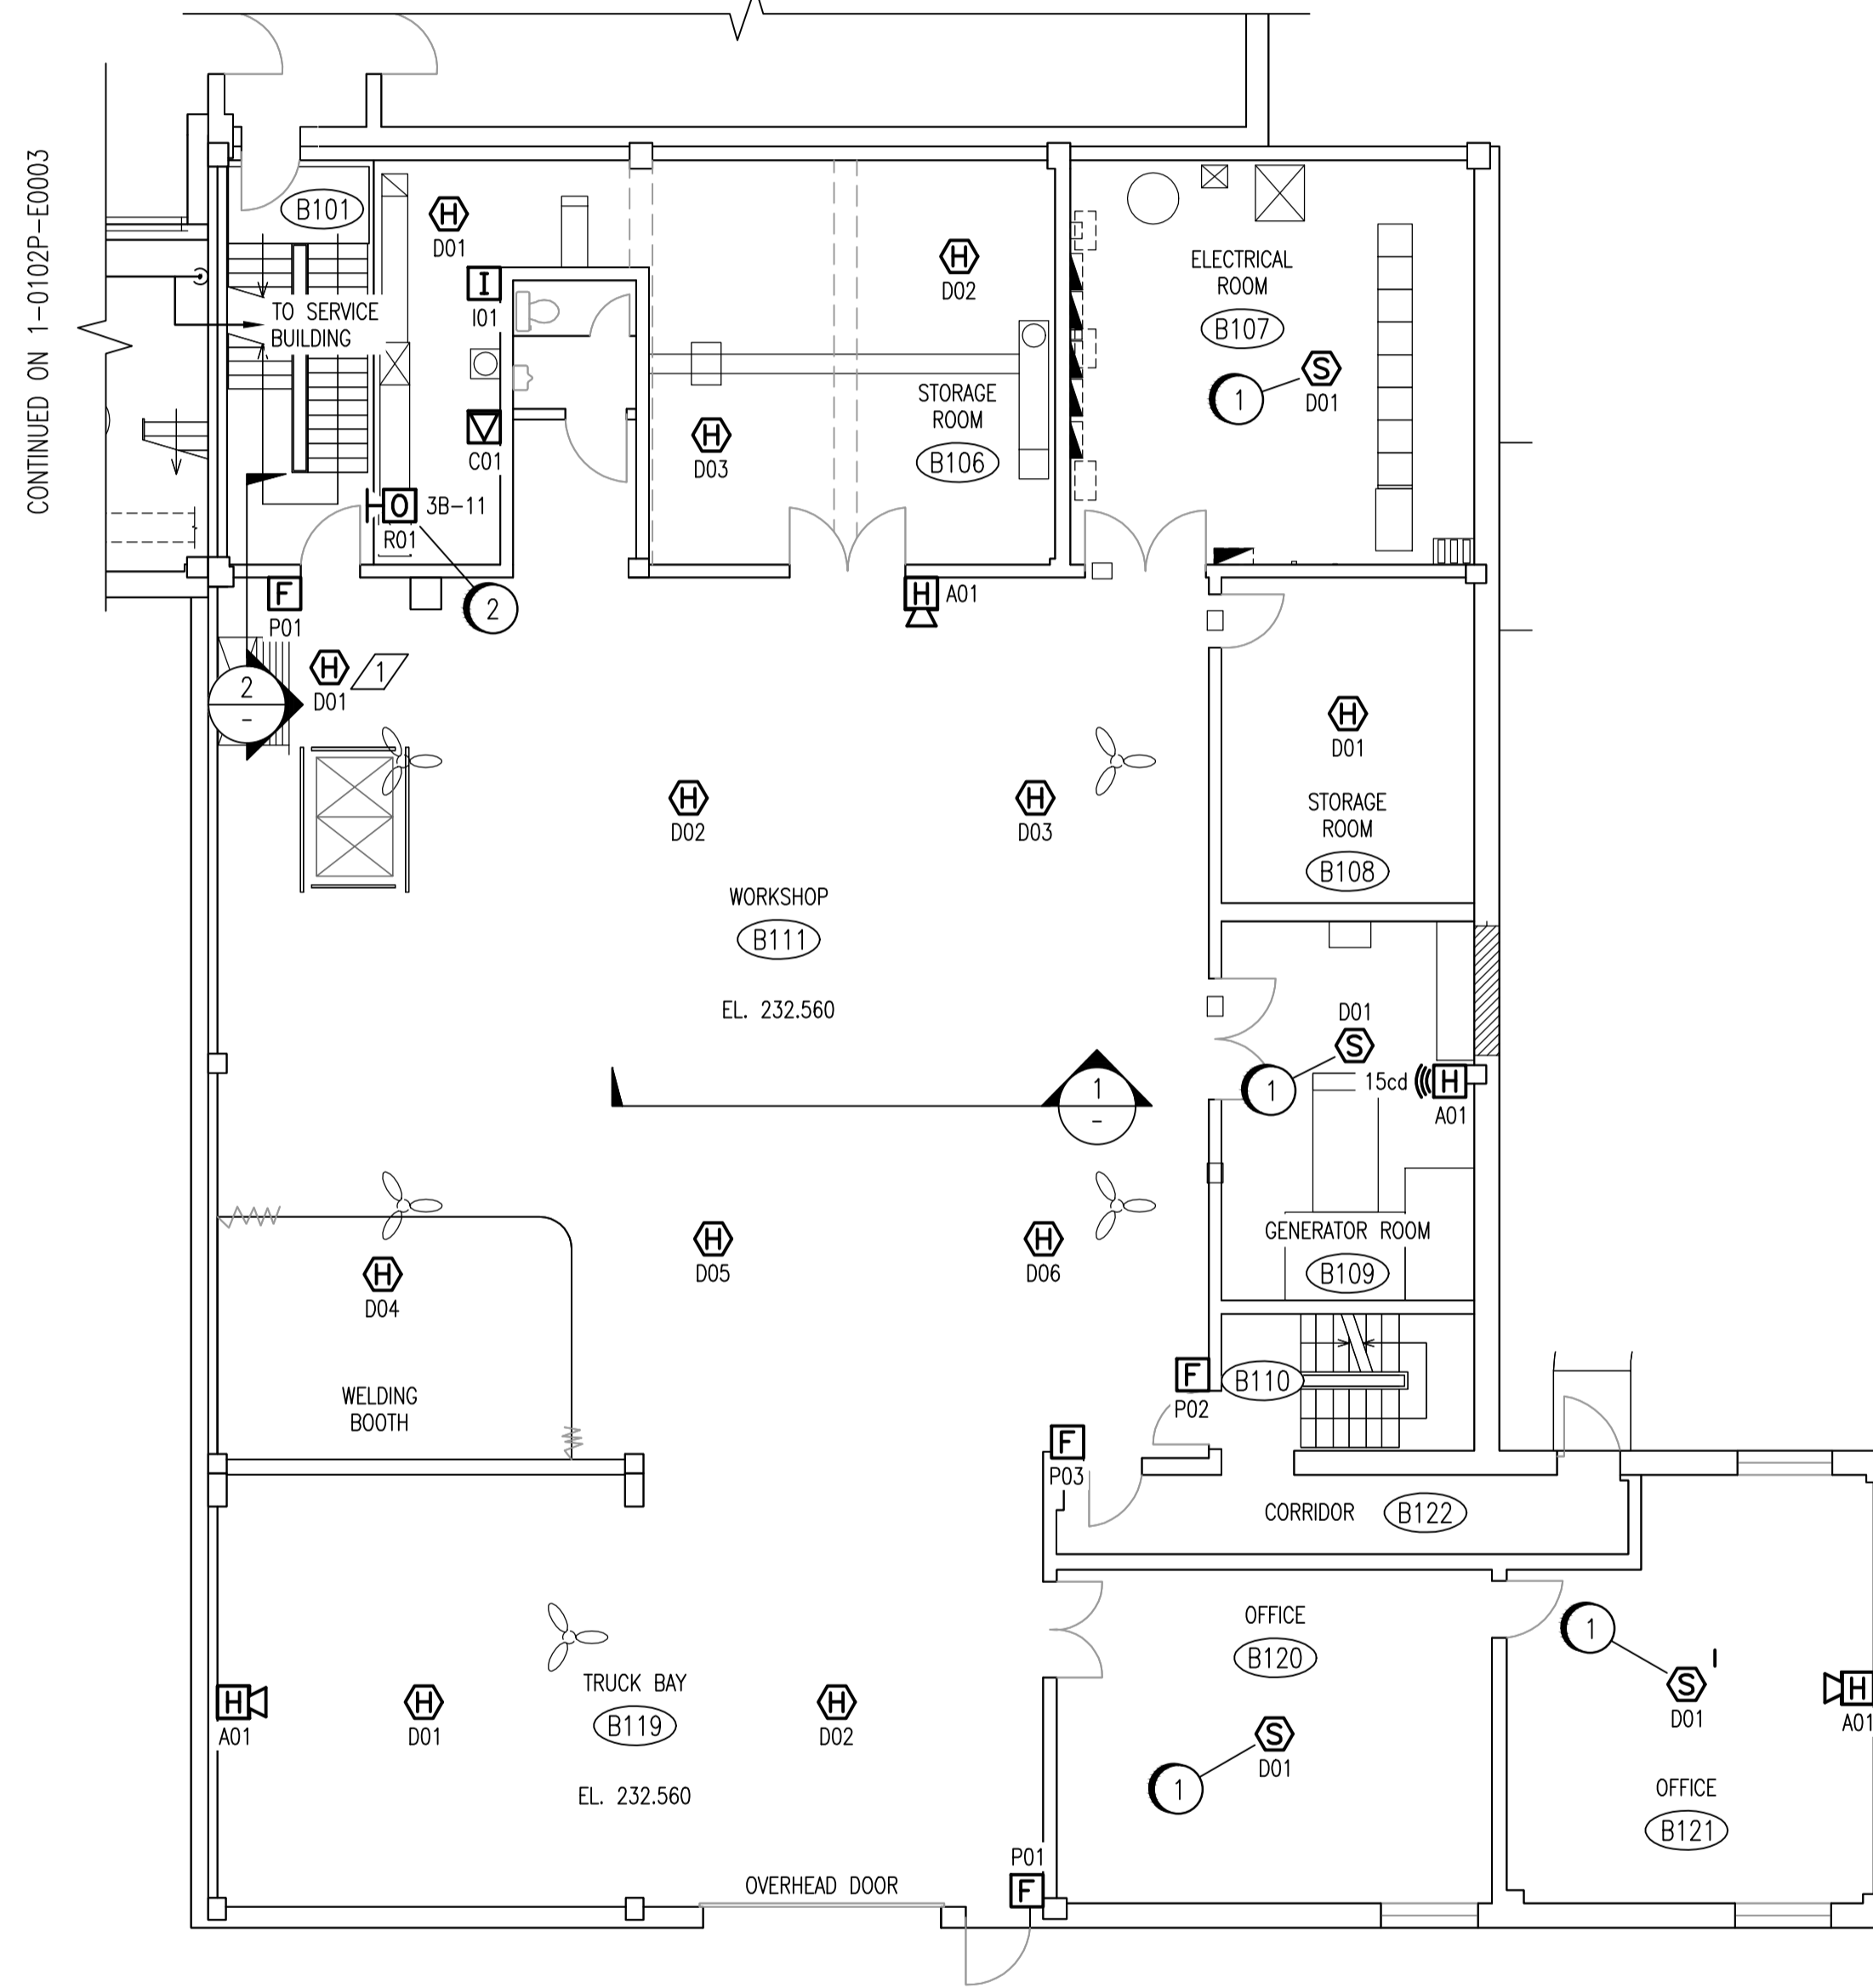 CONTINUED ON 1-0102P-E0003
B101
H
D01
I
I01
TO SERVICE
BUILDING
C01
O
3B-11
R01
2
H
D02
H
D03
STORAGE
ROOM
B106
ELECTRICAL
ROOM
B107
S
D01
1
F
P01
H
A01
H
D01
1
2
-
H
D02
H
D03
H
D01
STORAGE
ROOM
B108
WORKSHOP
B111
EL. 232.560
D01
S
1
15cd
H
A01
1
-
H
D04
H
D05
H
D06
GENERATOR ROOM
B109
WELDING
BOOTH
F
P02
B110
F
P03
CORRIDOR
B122
OFFICE
B120
1
S
D01
H
A01
H
D01
TRUCK BAY
B119
H
D02
EL. 232.560
S
D01
1
H
A01
OFFICE
B121
P01
F
OVERHEAD DOOR